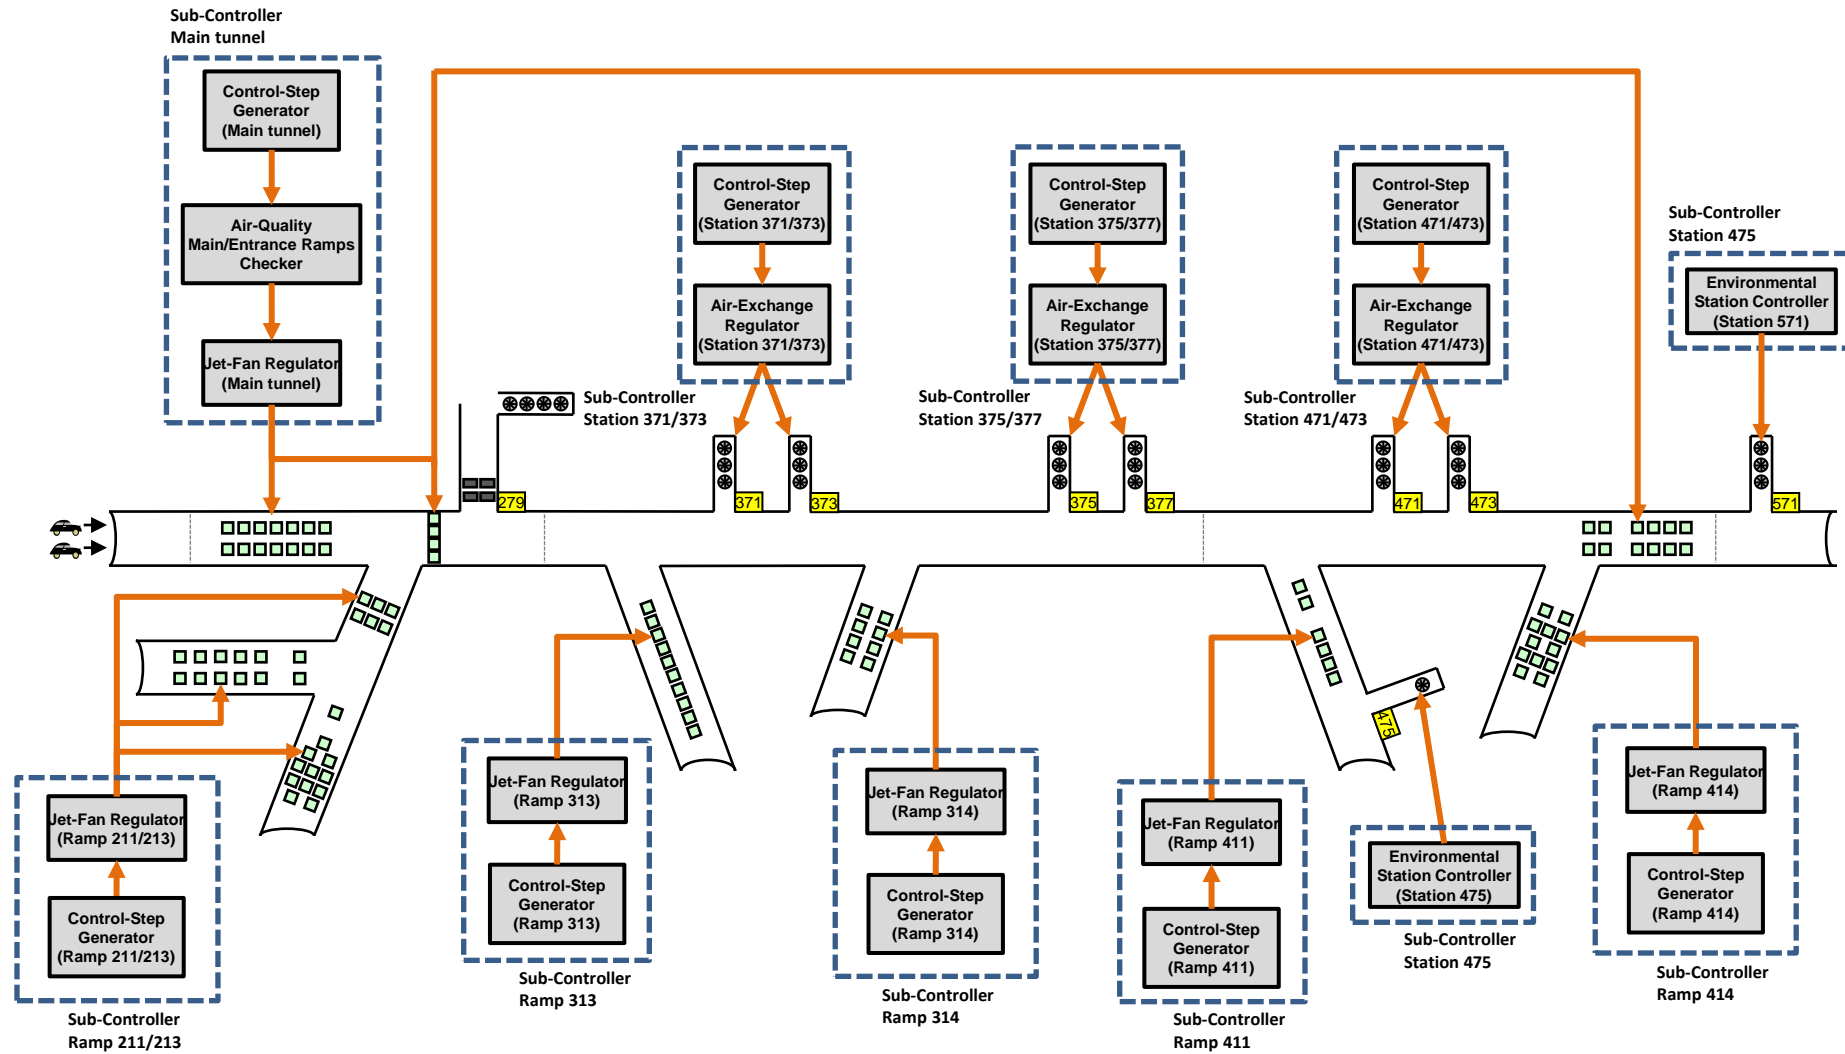 Sub-Controller
Main tunnel
Control-Step
Generator
(Main tunnel)
Air-Quality
Main/Entrance Ramps
Checker
Jet-Fan Regulator
(Main tunnel)
Control-Step
Generator
(Station 371/373)
Air-Exchange
Regulator
(Station 371/373)
Sub-Controller
Station 371/373
Control-Step
Generator
(Station 375/377)
Air-Exchange
Regulator
(Station 375/377)
Sub-Controller
Station 375/377
Control-Step
Generator
(Station 471/473)
Air-Exchange
Regulator
(Station 471/473)
Sub-Controller
Station 471/473
Sub-Controller
Station 475
Environmental
Station Controller
(Station 571)
279
371
373
375
377
471
473
571
475
Jet-Fan Regulator
(Ramp 211/213)
Control-Step
Generator
(Ramp 211/213)
Sub-Controller
Ramp 211/213
Jet-Fan Regulator
(Ramp 313)
Control-Step
Generator
(Ramp 313)
Sub-Controller
Ramp 313
Jet-Fan Regulator
(Ramp 314)
Control-Step
Generator
(Ramp 314)
Sub-Controller
Ramp 314
Jet-Fan Regulator
(Ramp 411)
Control-Step
Generator
(Ramp 411)
Sub-Controller
Ramp 411
Environmental
Station Controller
(Station 475)
Sub-Controller
Station 475
Jet-Fan Regulator
(Ramp 414)
Control-Step
Generator
(Ramp 414)
Sub-Controller
Ramp 414